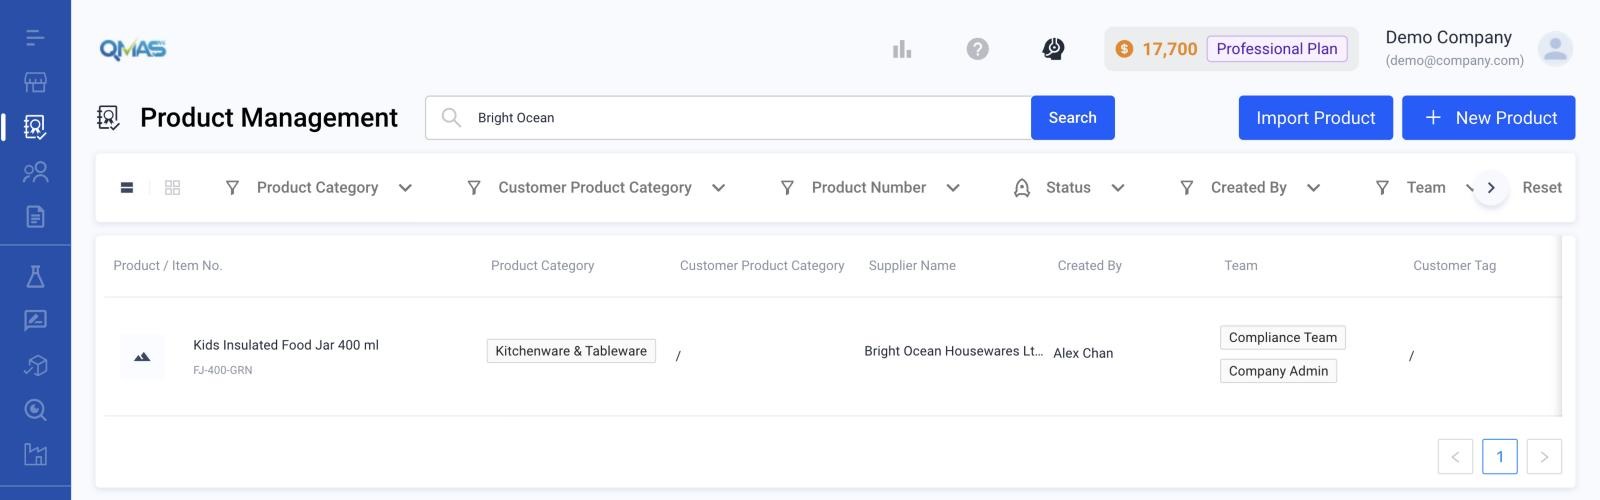 QMAS
17,700 Professional Plan
Demo Company
(demo@company.com)
Product Management
Bright Ocean
Search
Import Product
+ New Product
Product Category
Customer Product Category
Product Number
Status
Created By
Team
Reset
Product / Item No. Product Category Customer Product Category Supplier Name Created By Team Customer Tag
Kids Insulated Food Jar 400 ml
FJ-400-GRN
Kitchenware & Tableware
/
Bright Ocean Housewares Lt...
Alex Chan
Compliance Team
Company Admin
/
< 1 >